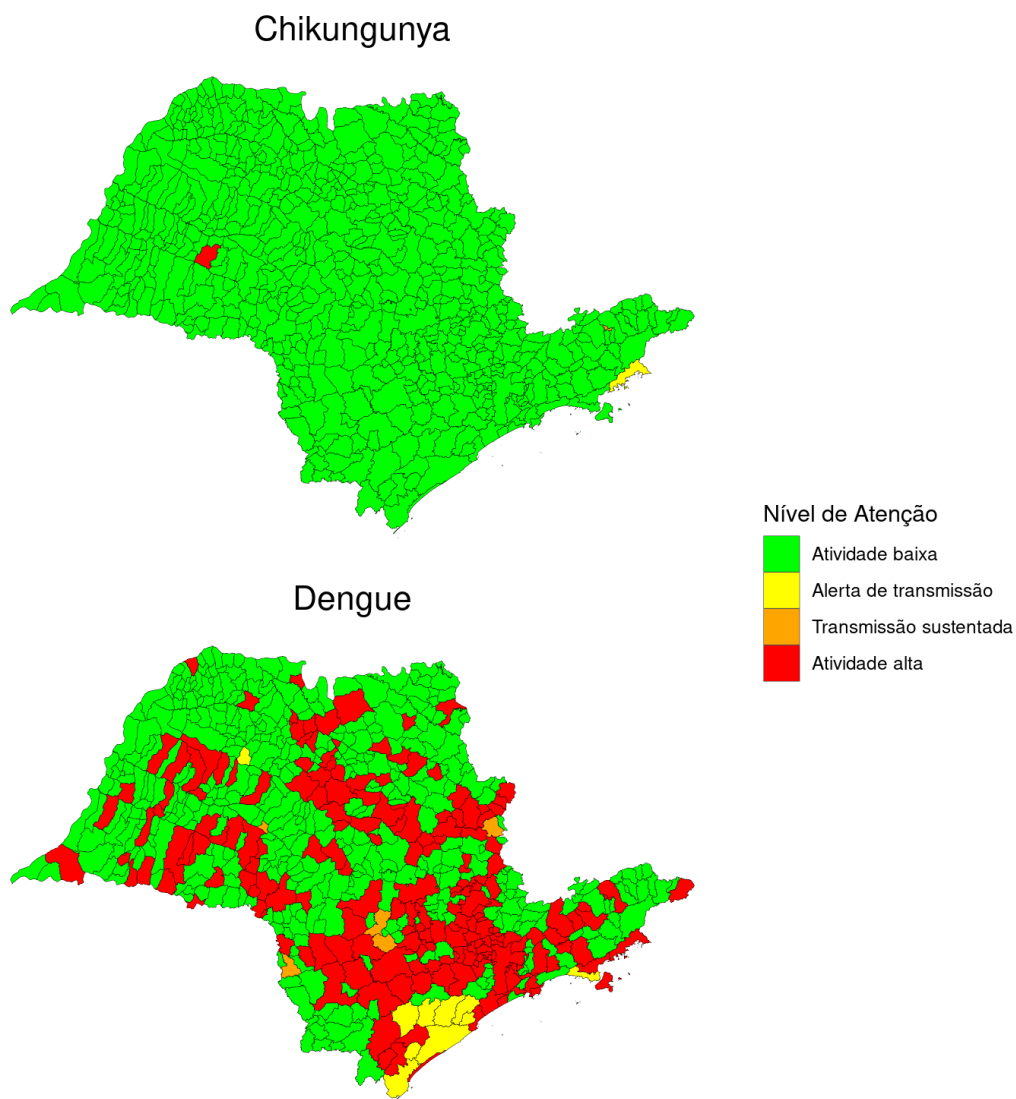 Chikungunya
Nível de Atenção
Atividade baixa
Alerta de transmissão
Transmissão sustentada
Atividade alta
Dengue